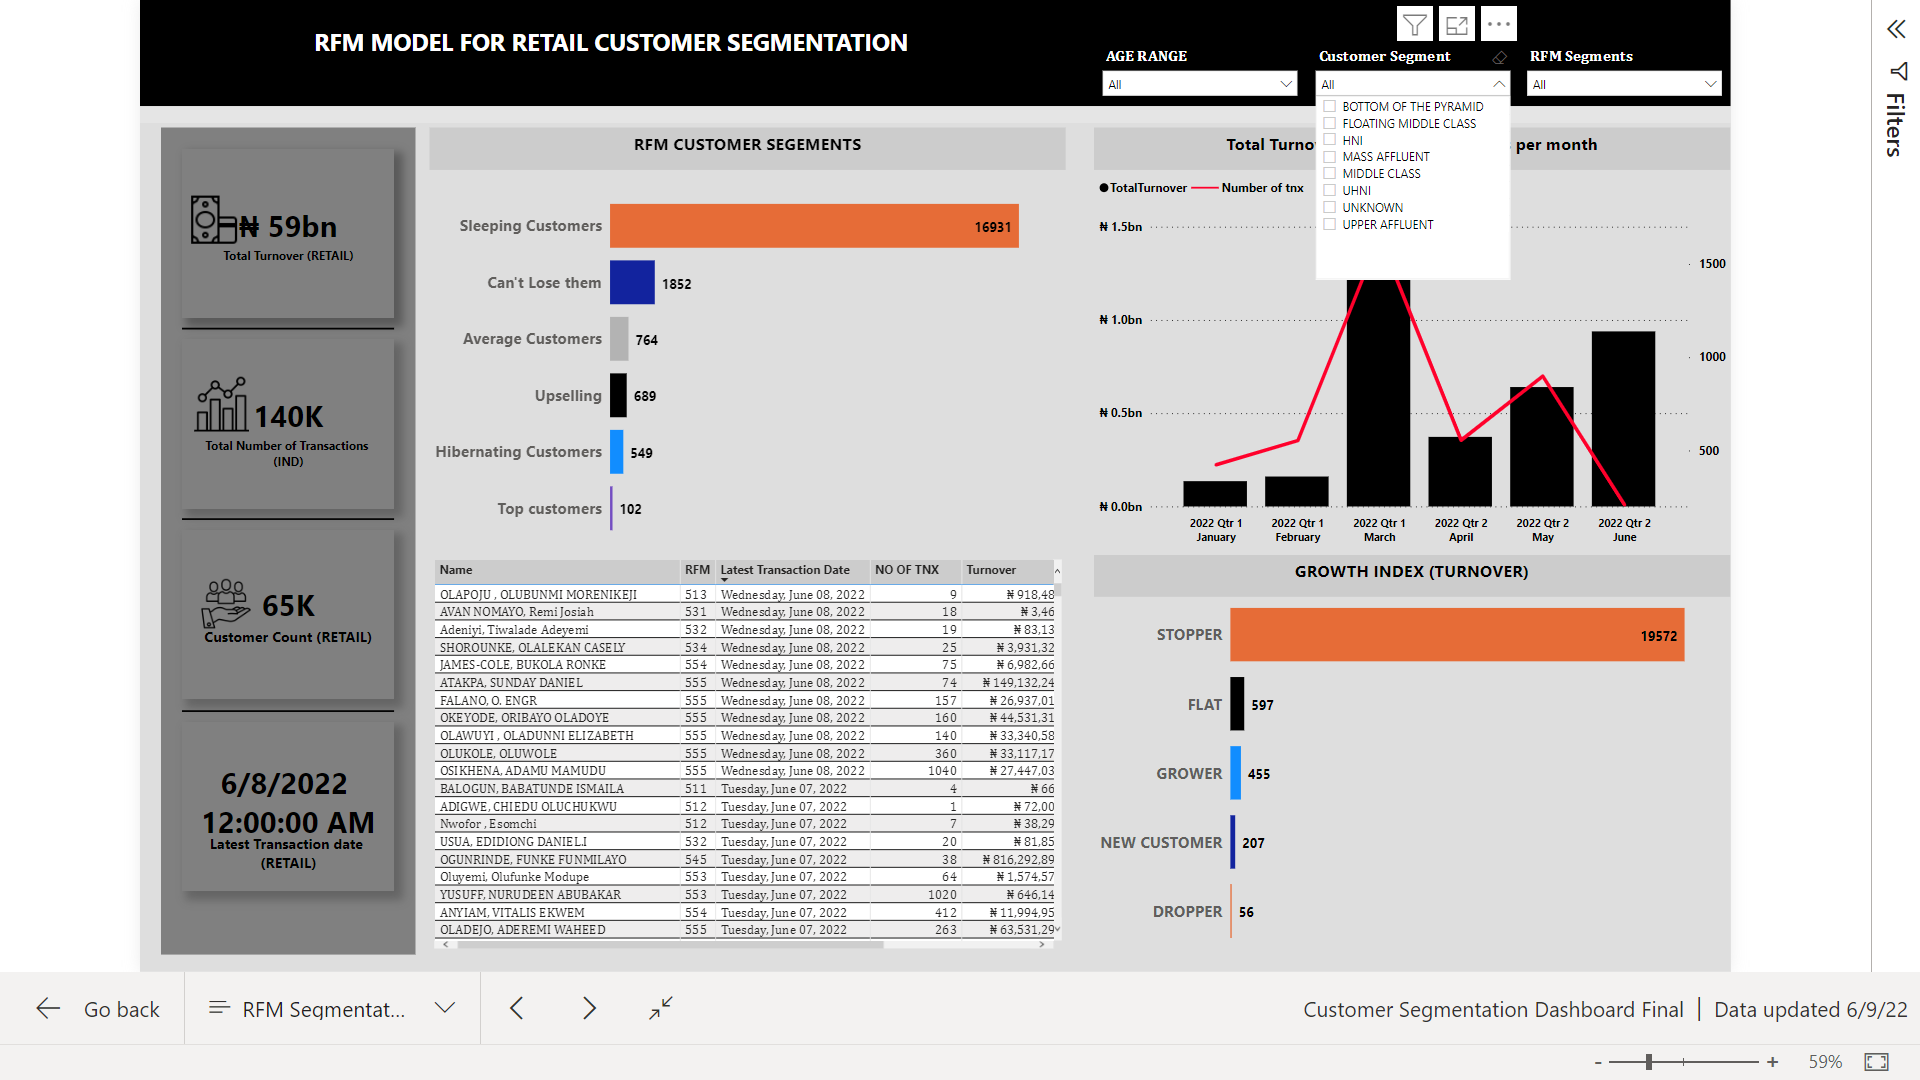 RFM MODEL FOR RETAIL CUSTOMER SEGMENTATION
AGE RANGE
All
Customer Segment
All
BOTTOM OF THE PYRAMID
FLOATING MIDDLE CLASS
HNI
MASS AFFLUENT
MIDDLE CLASS
UHNI
UNKNOWN
UPPER AFFLUENT
RFM Segments
All
Filters
₦ 59bn
Total Turnover (RETAIL)
140K
Total Number of Transactions
(IND)
65K
Customer Count (RETAIL)
6/8/2022
12:00:00 AM
Latest Transaction date
(RETAIL)
RFM CUSTOMER SEGEMENTS
Sleeping Customers 16931
Can't Lose them 1852
Average Customers 764
Upselling 689
Hibernating Customers 549
Top customers 102
Name RFM Latest Transaction Date NO OF TNX Turnover
OLAPOJU , OLUBUNMI MORENIKEJI 513 Wednesday, June 08, 2022 9 ₦ 918,48
AVAN NOMAYO, Remi Josiah 531 Wednesday, June 08, 2022 18 ₦ 3,46
Adeniyi, Tiwalade Adeyemi 532 Wednesday, June 08, 2022 19 ₦ 83,13
SHOROUNKE, OLALEKAN CASELY 534 Wednesday, June 08, 2022 25 ₦ 3,931,32
JAMES-COLE, BUKOLA RONKE 554 Wednesday, June 08, 2022 75 ₦ 6,982,66
ATAKPA, SUNDAY DANIEL 555 Wednesday, June 08, 2022 74 ₦ 149,132,24
FALANO, O. ENGR 555 Wednesday, June 08, 2022 157 ₦ 26,937,01
OKEYODE, ORIBAYO OLADOYE 555 Wednesday, June 08, 2022 160 ₦ 44,531,31
OLAWUYI , OLADUNNI ELIZABETH 555 Wednesday, June 08, 2022 140 ₦ 33,340,58
OLUKOLE, OLUWOLE 555 Wednesday, June 08, 2022 360 ₦ 33,117,17
OSIKHENA, ADAMU MAMUDU 555 Wednesday, June 08, 2022 1040 ₦ 27,447,03
BALOGUN, BABATUNDE ISMAILA 511 Tuesday, June 07, 2022 4 ₦ 66
ADIGWE, CHIEDU OLUCHUKWU 512 Tuesday, June 07, 2022 1 ₦ 72,00
Nwofor , Esomchi 512 Tuesday, June 07, 2022 7 ₦ 38,29
USUA, EDIDIONG DANIEL.I 532 Tuesday, June 07, 2022 20 ₦ 81,85
OGUNRINDE, FUNKE FUNMILAYO 545 Tuesday, June 07, 2022 38 ₦ 816,292,89
Oluyemi, Olufunke Modupe 553 Tuesday, June 07, 2022 64 ₦ 1,574,57
YUSUFF, NURUDEEN ABUBAKAR 553 Tuesday, June 07, 2022 1020 ₦ 646,14
ANYIAM, VITALIS EKWEM 554 Tuesday, June 07, 2022 412 ₦ 11,994,95
OLADEJO, ADEREMI WAHEED 555 Tuesday, June 07, 2022 263 ₦ 63,531,29
Total Turno per month
TotalTurnover Number of tnx
₦ 1.5bn
₦ 1.0bn
₦ 0.5bn
₦ 0.0bn
1500
1000
500
2022 Qtr 1 2022 Qtr 1 2022 Qtr 1 2022 Qtr 2 2022 Qtr 2 2022 Qtr 2
January February March April May June
GROWTH INDEX (TURNOVER)
STOPPER 19572
FLAT 597
GROWER 455
NEW CUSTOMER 207
DROPPER 56
Go back
RFM Segmentat...
Customer Segmentation Dashboard Final | Data updated 6/9/22
- + 59%